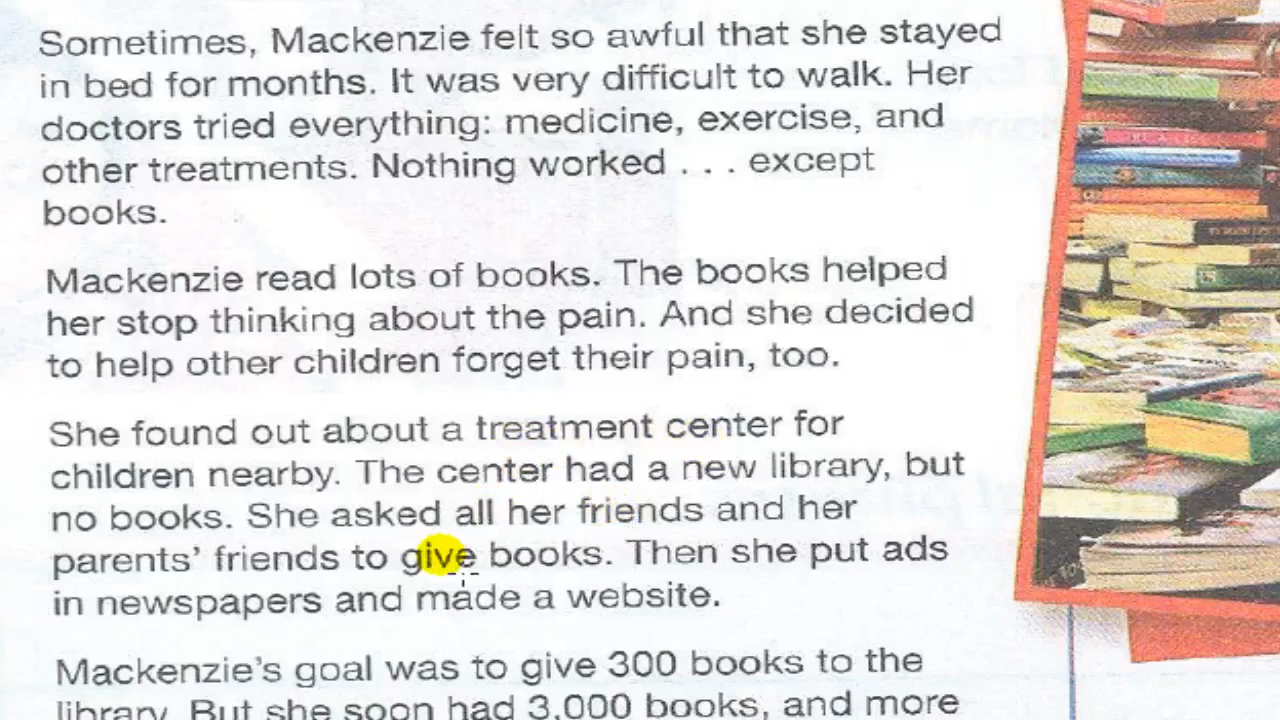 Sometimes, Mackenzie felt so awful that she stayed
in bed for months. It was very difficult to walk. Her
doctors tried everything: medicine, exercise, and
other treatments. Nothing worked . . . except
books.
Mackenzie read lots of books. The books helped
her stop thinking about the pain. And she decided
to help other children forget their pain, too.
She found out about a treatment center for
children nearby. The center had a new library, but
no books. She asked all her friends and her
parents' friends to give books. Then she put ads
in newspapers and made a website.
Mackenzie's goal was to give 300 books to the
library. But she soon had 3,000 books, and more